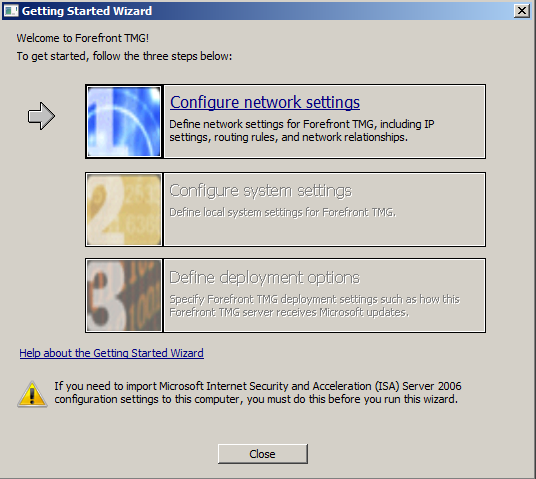 Getting Started Wizard
Welcome to Forefront TMG!
To get started, follow the three steps below:
1
Configure network settings
Define network settings for Forefront TMG, including IP
settings, routing rules, and network relationships.
2
Configure system settings
Define local system settings for Forefront TMG.
3
Define deployment options
Specify Forefront TMG deployment settings such as how this
Forefront TMG server receives Microsoft updates.
Help about the Getting Started Wizard
If you need to import Microsoft Internet Security and Acceleration (ISA) Server 2006
configuration settings to this computer, you must do this before you run this wizard.
Close